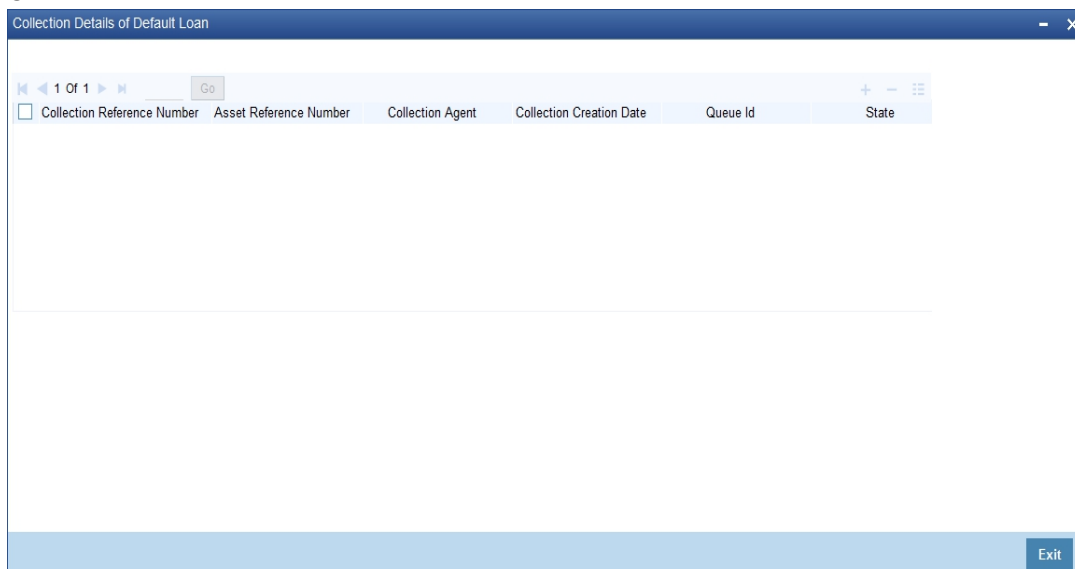 Collection Details of Default Loan
1 Of 1 Go
Collection Reference Number Asset Reference Number Collection Agent Collection Creation Date Queue Id State
Exit